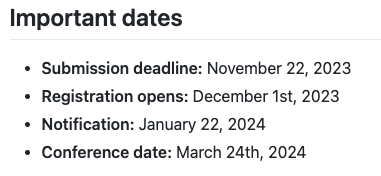 Important dates
• Submission deadline: November 22, 2023
• Registration opens: December 1st, 2023
• Notification: January 22, 2024
• Conference date: March 24th, 2024